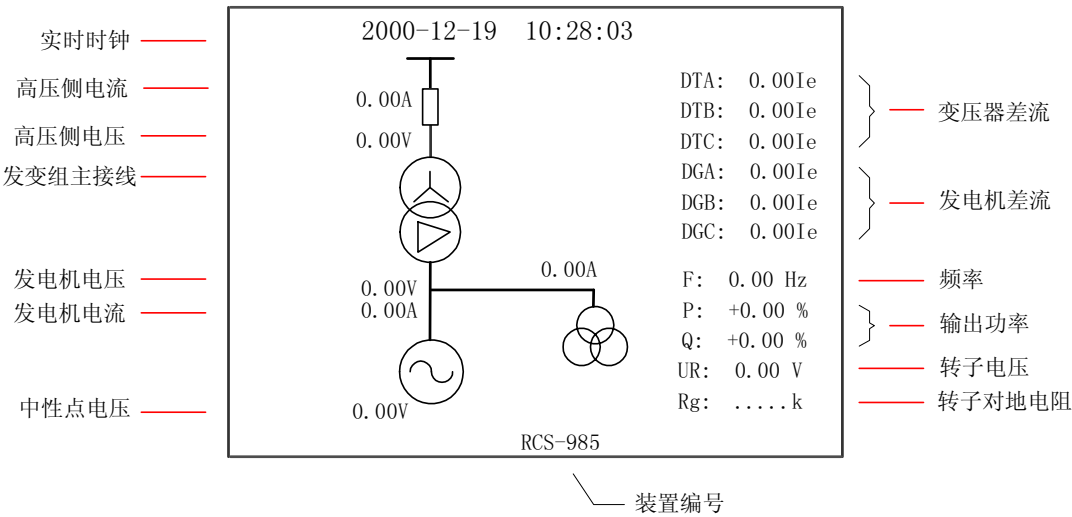 2000-12-19 10:28:03
实时时钟
高压侧电流
高压侧电压
发变组主接线
发电机电压
发电机电流
中性点电压
0.00A
0.00V
0.00V
0.00A
0.00A
0.00V
DTA: 0.00Ie
DTB: 0.00Ie
DTC: 0.00Ie
DGA: 0.00Ie
DGB: 0.00Ie
DGC: 0.00Ie
F: 0.00 Hz
P: +0.00 %
Q: +0.00 %
UR: 0.00 V
Rg: .....k
变压器差流
发电机差流
频率
输出功率
转子电压
转子对地电阻
RCS-985
装置编号